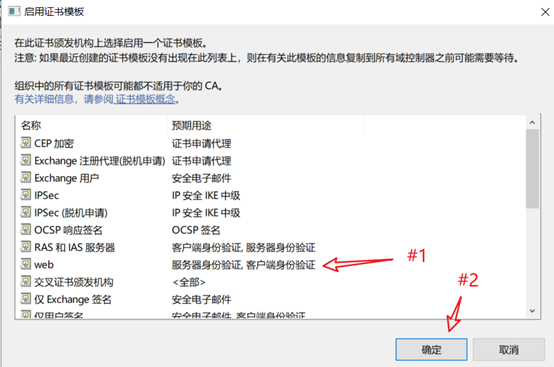 启用证书模板
在此证书颁发机构上选择启用一个证书模板。
注意: 如果最近创建的证书模板没有出现在此列表上，则在有关此模板的信息复制到所有域控制器之前可能需要等待。
组织中的所有证书模板可能都不适用于你的 CA。
有关详细信息，请参阅 证书模板概念。
名称 预期用途
CEP 加密 证书申请代理
Exchange 注册代理(脱机申请) 证书申请代理
Exchange 用户 安全电子邮件
IPSec IP 安全 IKE 中级
IPSec (脱机申请) IP 安全 IKE 中级
OCSP 响应签名 OCSP 签名
RAS 和 IAS 服务器 客户端身份验证, 服务器身份验证
web 服务器身份验证, 客户端身份验证 #1
交叉证书颁发机构 <全部> #2
仅 Exchange 签名 安全电子邮件
仅用户签名 安全电子邮件, 客户端身份验证
确定 取消